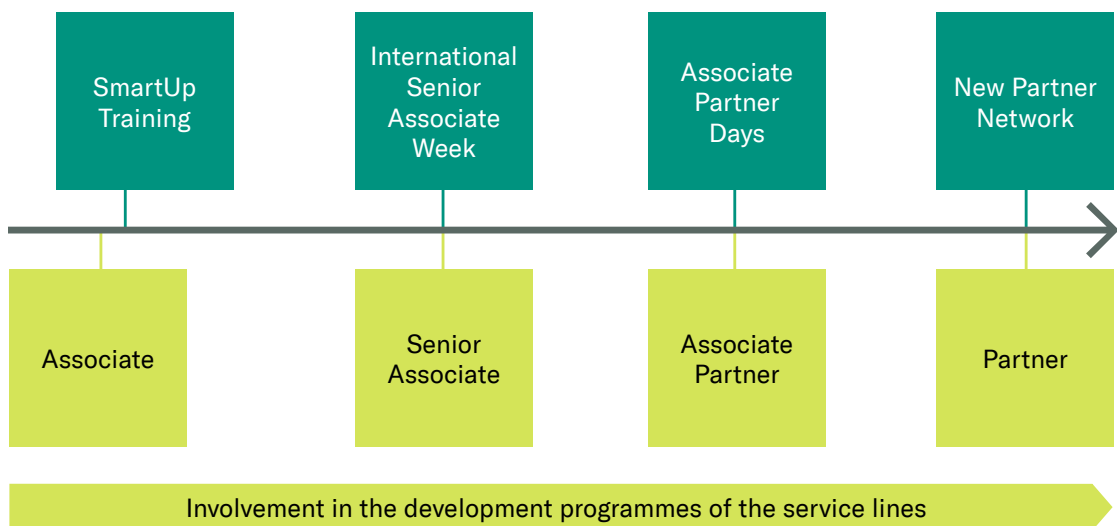 SmartUp
Training
International
Senior
Associate
Week
Associate
Partner
Days
New Partner
Network
Associate
Senior
Associate
Associate
Partner
Partner
Involvement in the development programmes of the service lines